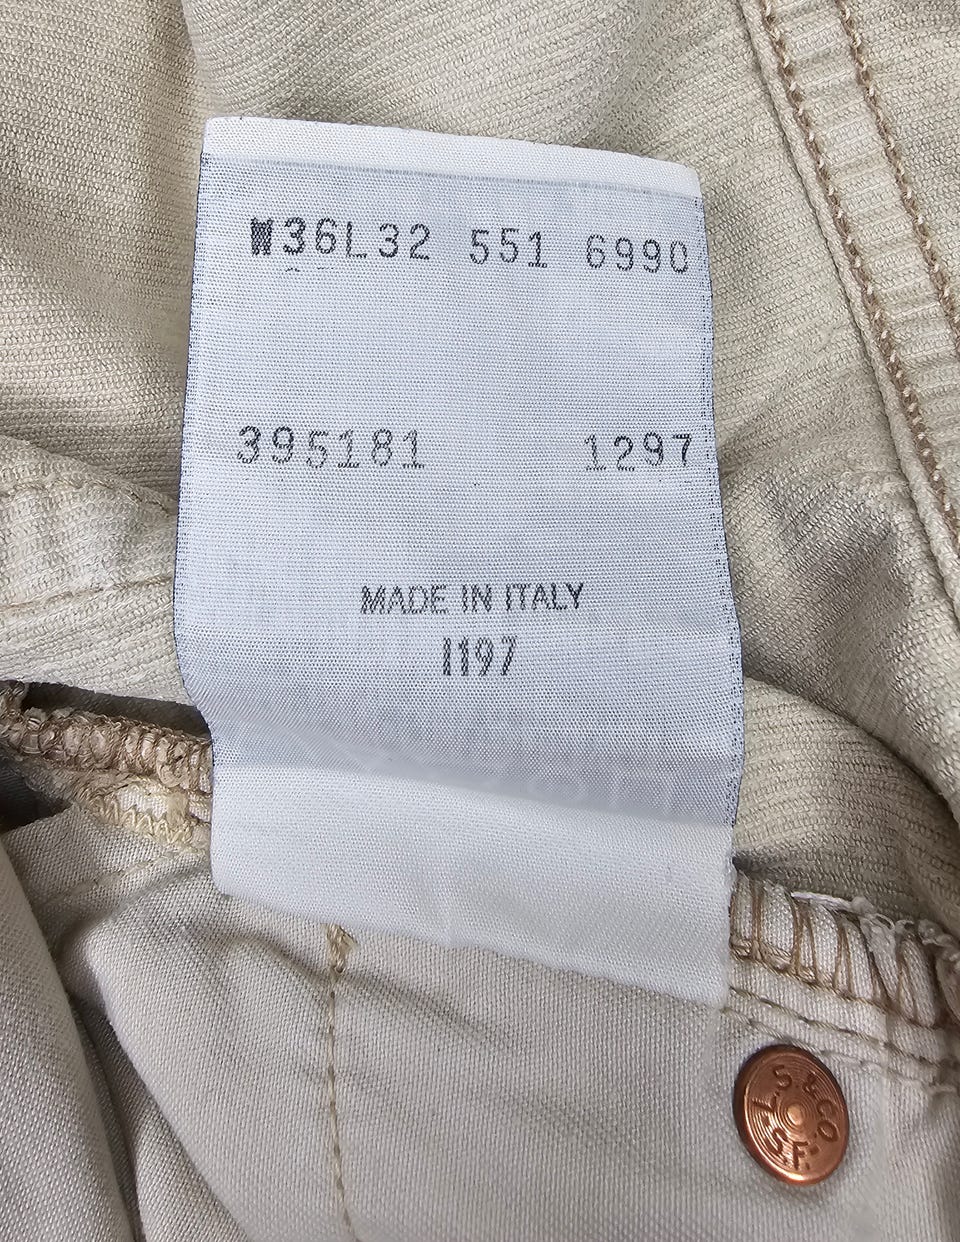 W36L32 551 6990
395181 1297
MADE IN ITALY
I197
L.S.&CO.
S.F.